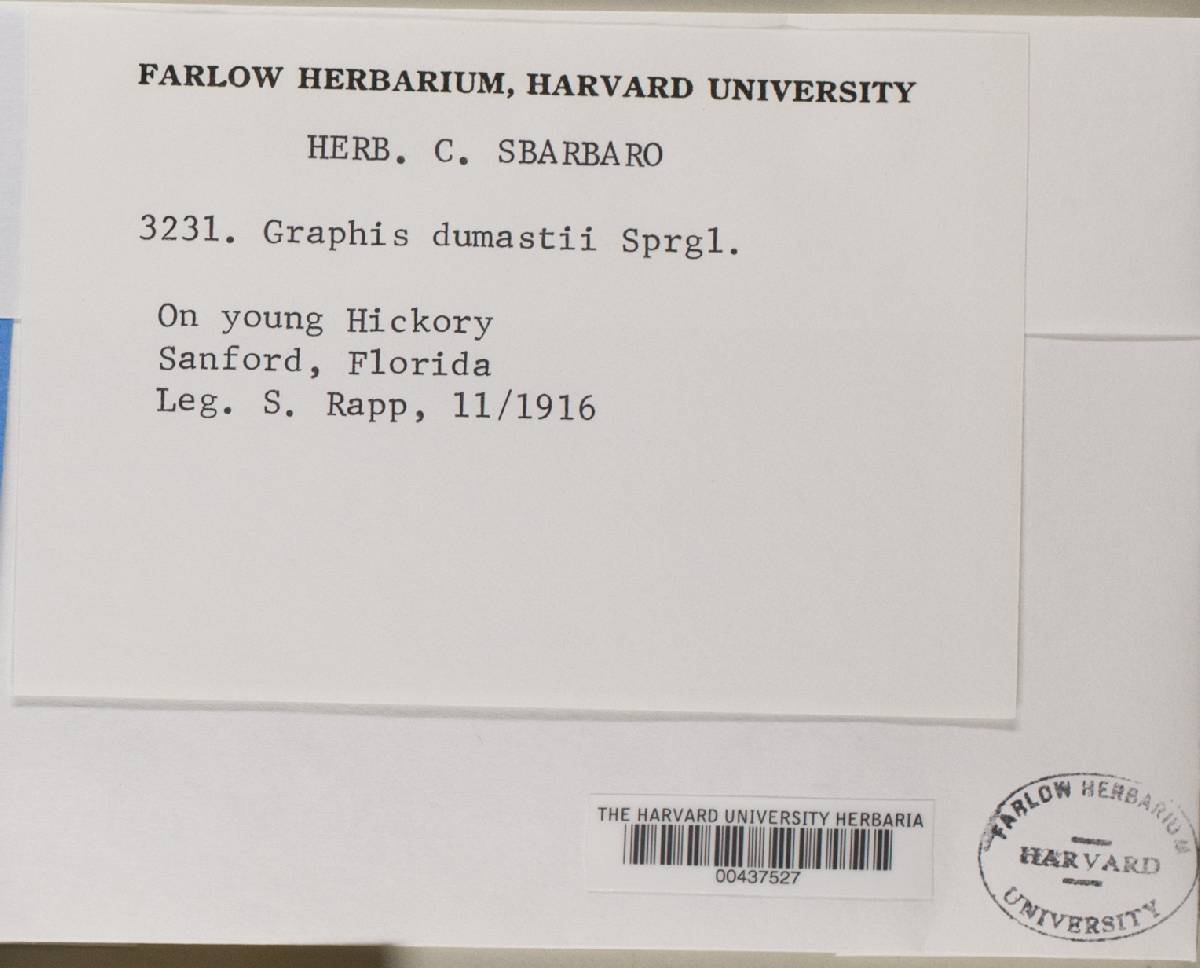 FARLOW HERBARIUM, HARVARD UNIVERSITY
HERB. C. SBARBARO
3231. Graphis dumastii Sprgl.
On young Hickory
Sanford, Florida
Leg. S. Rapp, 11/1916
THE HARVARD UNIVERSITY HERBARIA
00437527
FARLOW HERBARIUM
HARVARD
UNIVERSITY